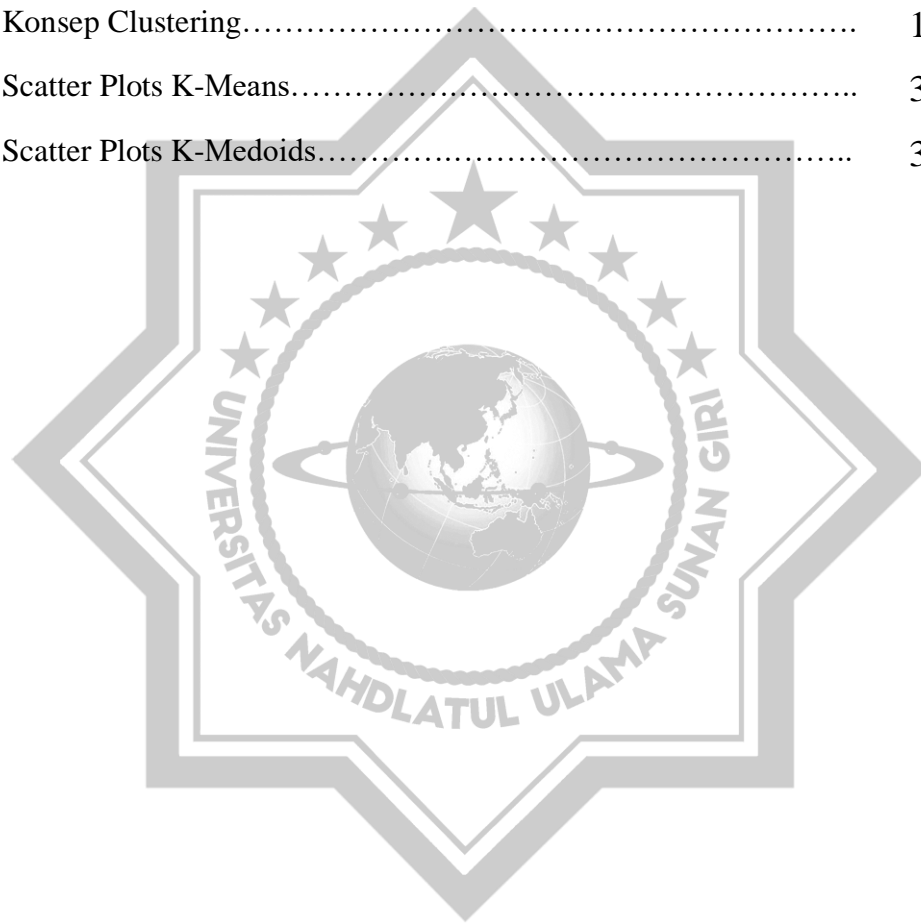 Konsep Clustering……………………………………………………. 1
Scatter Plots K-Means……………………………………………….. 3
Scatter Plots K-Medoids………….………………………………….. 3
UNIVERSITAS NAHDLATUL ULAMA SUNAN GIRI